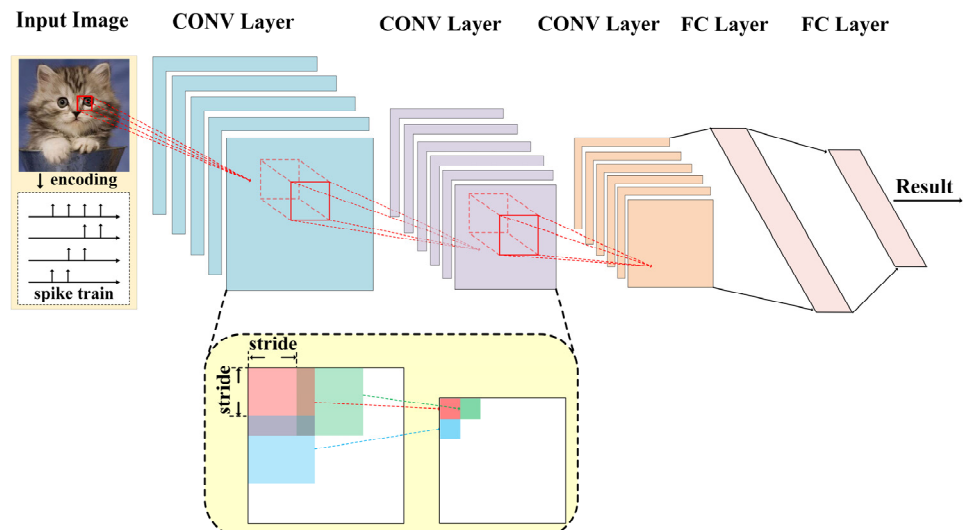 Input Image
CONV Layer
CONV Layer
CONV Layer
FC Layer
FC Layer
encoding
spike train
Result
stride
stride